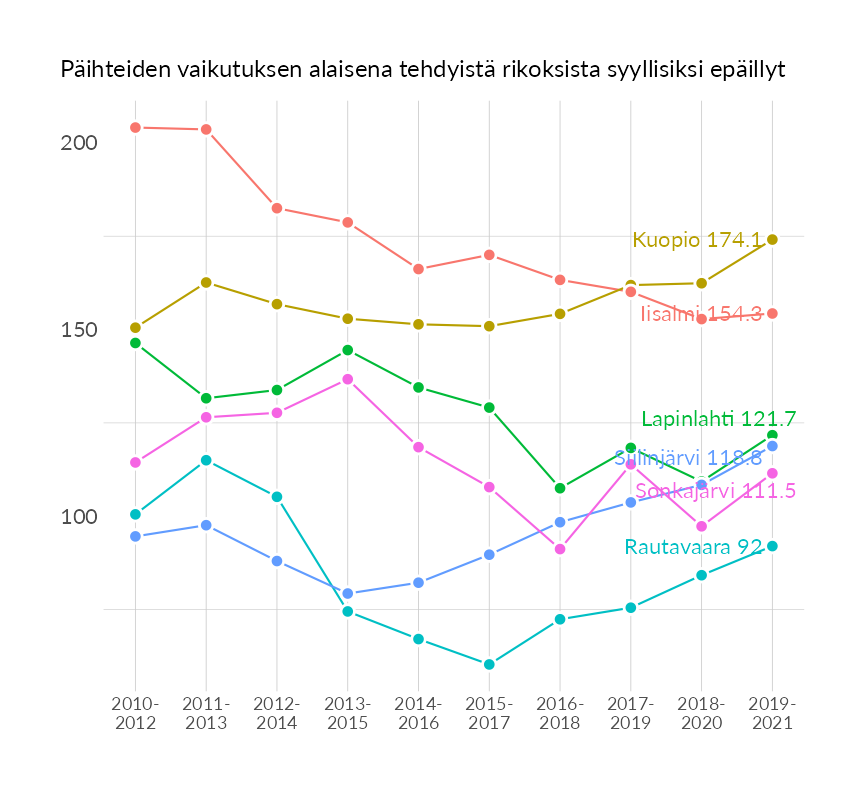 Päihteiden vaikutuksen alaisena tehdyistä rikoksista syyllisiksi epäillyt
200
150
100
Kuopio 174.1
Iisalmi 154.3
Lapinlahti 121.7
Siilinjärvi 118.8
Sonkajärvi 111.5
Rautavaara 92
2010- 2011- 2012- 2013- 2014- 2015- 2016- 2017- 2018- 2019-
2012 2013 2014 2015 2016 2017 2018 2019 2020 2021